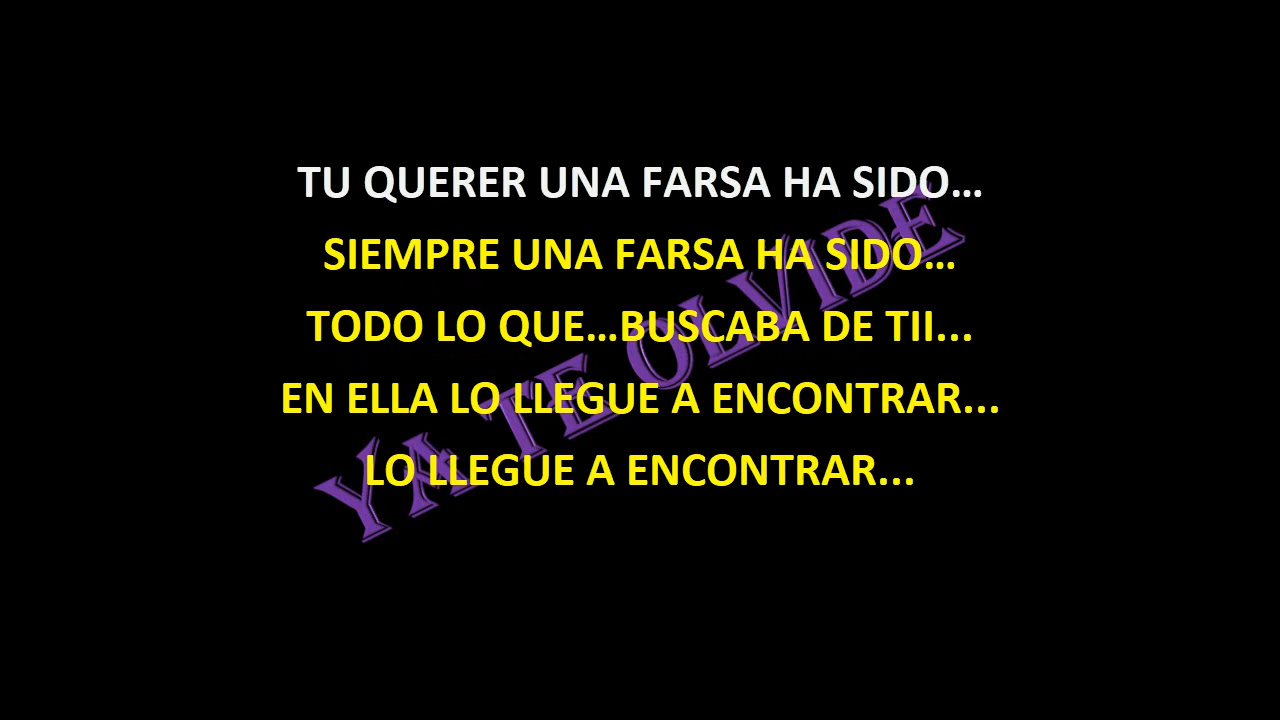 TU QUERER UNA FARSA HA SIDO...
SIEMPRE UNA FARSA HA SIDO...
TODO LO QUE...BUSCABA DE TII...
EN ELLA LO LLEGUE A ENCONTRAR...
LO LLEGUE A ENCONTRAR...
YA TE OLVIDE